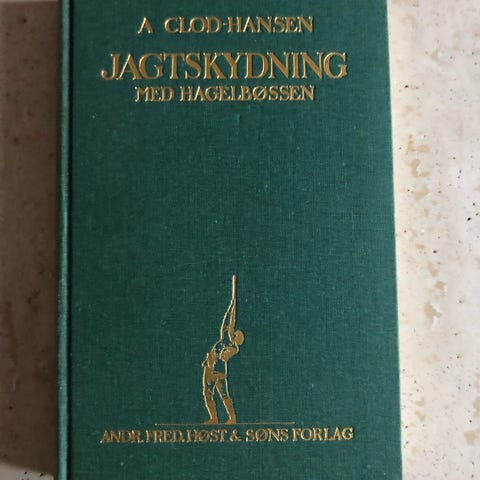 A CLOD-HANSEN
JAGTSKYDNING
MED HAGELBØSSEN
ANDR. FRED. HØST & SØNS FORLAG